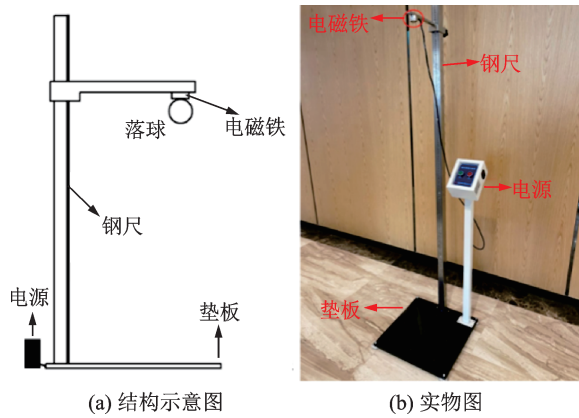 落球
电磁铁
钢尺
电源
垫板
(a) 结构示意图
电磁铁
钢尺
电源
垫板
(b) 实物图